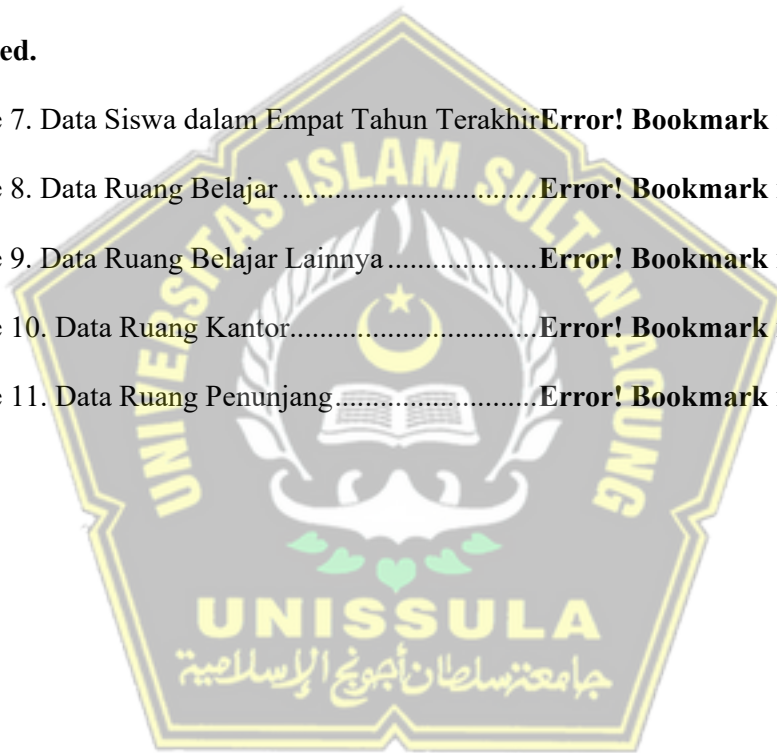 ed.
e 7. Data Siswa dalam Empat Tahun TerakhirError! Bookmark
e 8. Data Ruang Belajar..................................Error! Bookmark
e 9. Data Ruang Belajar Lainnya....................Error! Bookmark
e 10. Data Ruang Kantor.................................Error! Bookmark
e 11. Data Ruang Penunjang...........................Error! Bookmark
UNIVERSITAS ISLAM SULTAN AGUNG
UNISSULA
جامعة سلطان أجونج الإسلامية